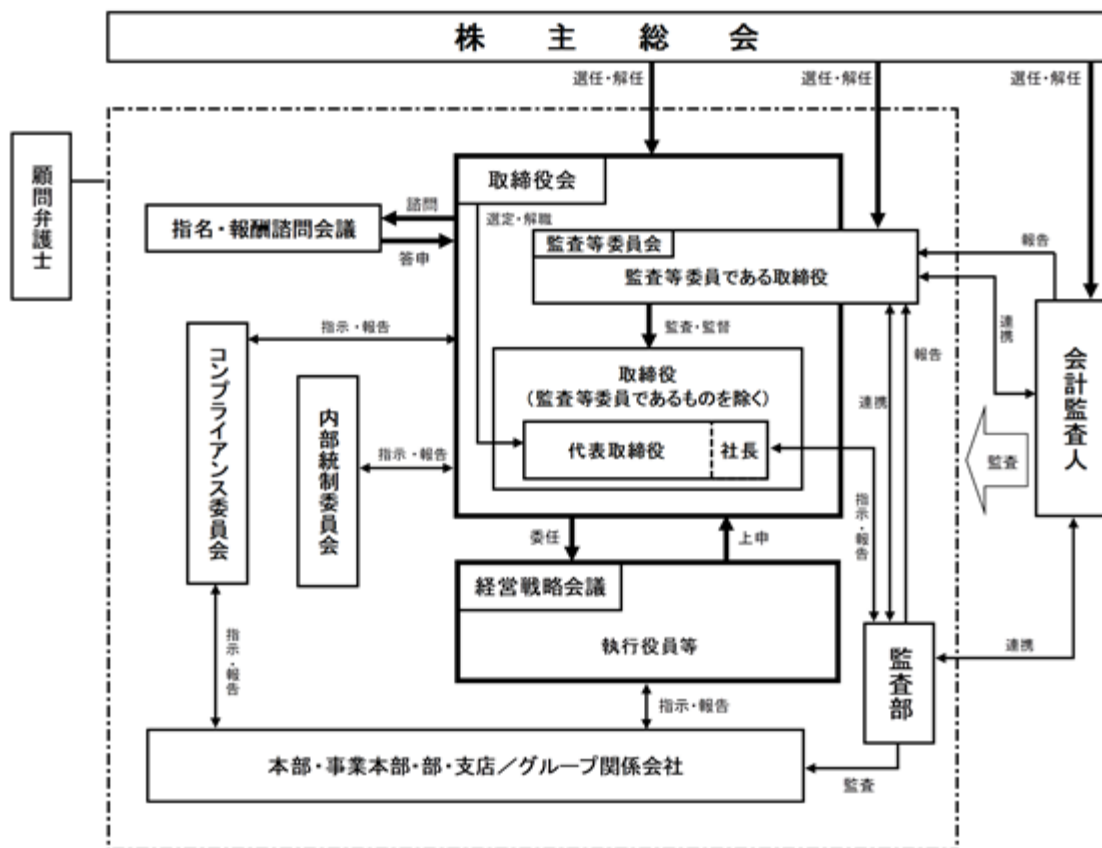 株主総会
選任・解任
選任・解任
選任・解任
顧問弁護士
取締役会
諮問
選定・解職
指名・報酬諮問会議
答申
監査等委員会
監査等委員である取締役
報告
連携
監査・監督
指示・報告
報告
連携
コンプライアンス委員会
内部統制委員会
取締役
(監査等委員であるものを除く)
代表取締役
社長
会計監査人
監査
指示・報告
指示・報告
委任
上申
経営戦略会議
執行役員等
監査部
連携
指示・報告
指示・報告
本部・事業本部・部・支店／グループ関係会社
監査